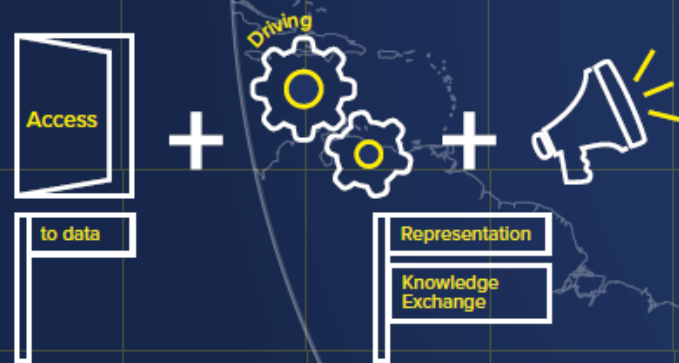 Driving
Access
to data
Representation
Knowledge
Exchange